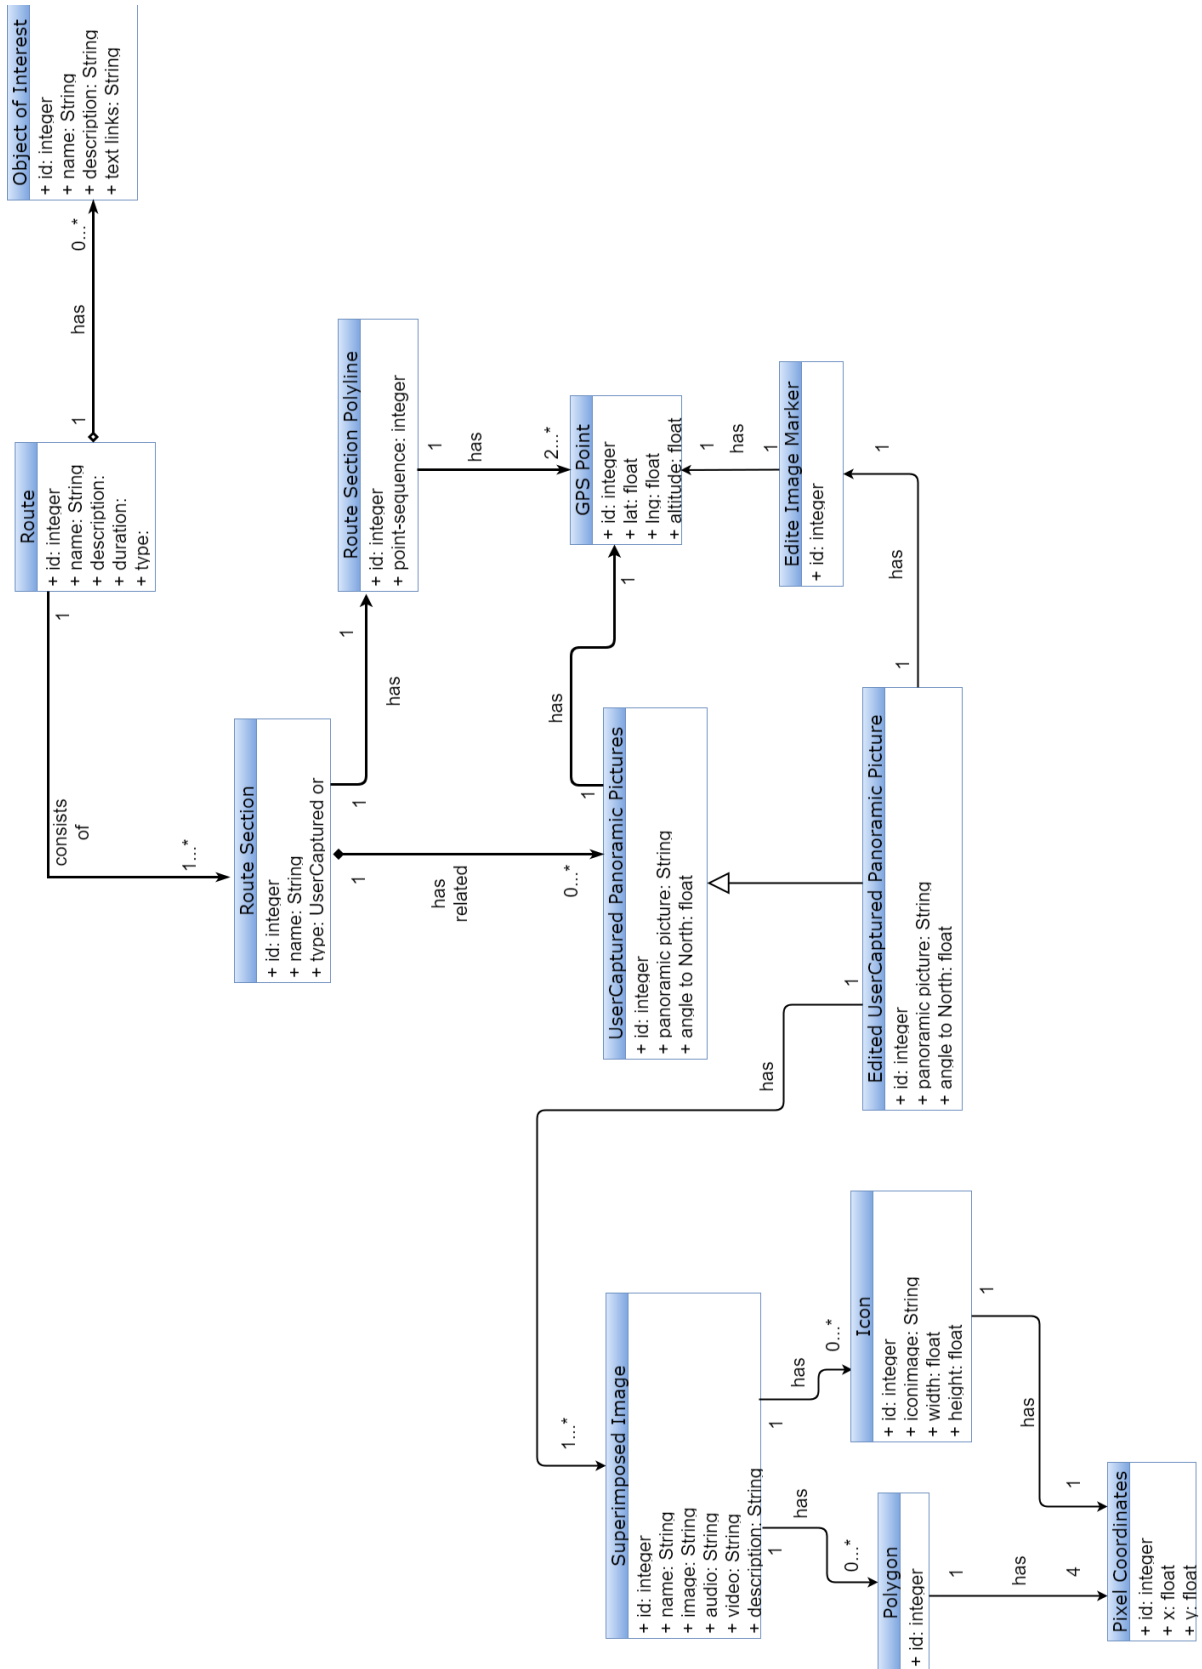 Object of Interest
+ id: integer
+ name: String
+ description: String
+ text links: String
0...*
has
1
Route
+ id: integer
+ name: String
+ description:
+ duration:
+ type:
1
consists
of
1...*
Route Section
+ id: integer
+ name: String
+ type: UserCaptured or
1
has
1
Route Section Polyline
+ id: integer
+ point-sequence: integer
1
has
2...*
GPS Point
+ id: integer
+ lat: float
+ lng: float
+ altitude: float
1
has
related
0...*
UserCaptured Panoramic Pictures
+ id: integer
+ panoramic picture: String
+ angle to North: float
1
has
1
1
has
1
Edite Image Marker
+ id: integer
1
has
1
Edited UserCaptured Panoramic Picture
+ id: integer
+ panoramic picture: String
+ angle to North: float
1
has
1...*
Superimposed Image
+ id: integer
+ name: String
+ image: String
+ audio: String
+ video: String
+ description: String
1
has
0...*
Polygon
+ id: integer
1
has
0...*
Icon
+ id: integer
+ iconimage: String
+ width: float
+ height: float
1
has
4
1
has
1
Pixel Coordinates
+ id: integer
+ x: float
+ y: float